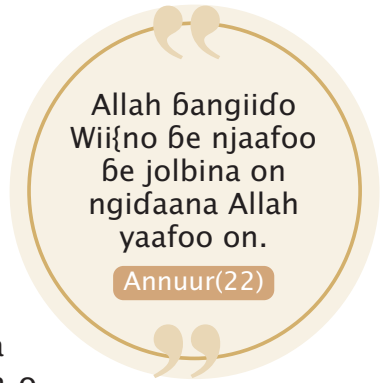 Allah ɓangiiɗo
Wii{no ɓe njaafoo
ɓe jolbina on
ngiɗaana Allah
yaafoo on.
Annuur(22)